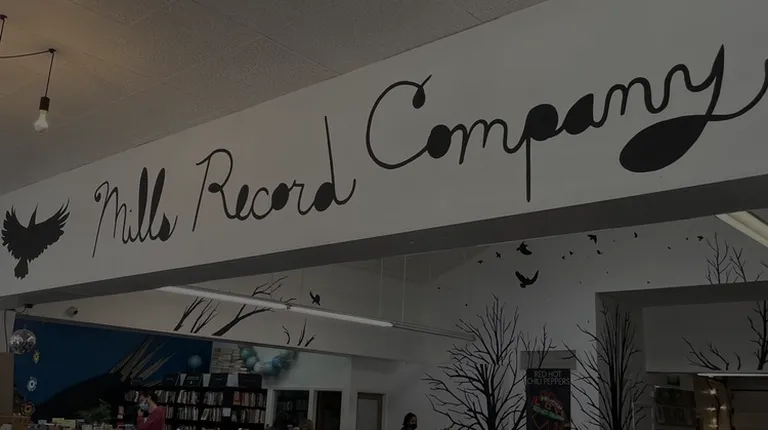 Mills Record Company
RED HOT
CHILI PEPPERS